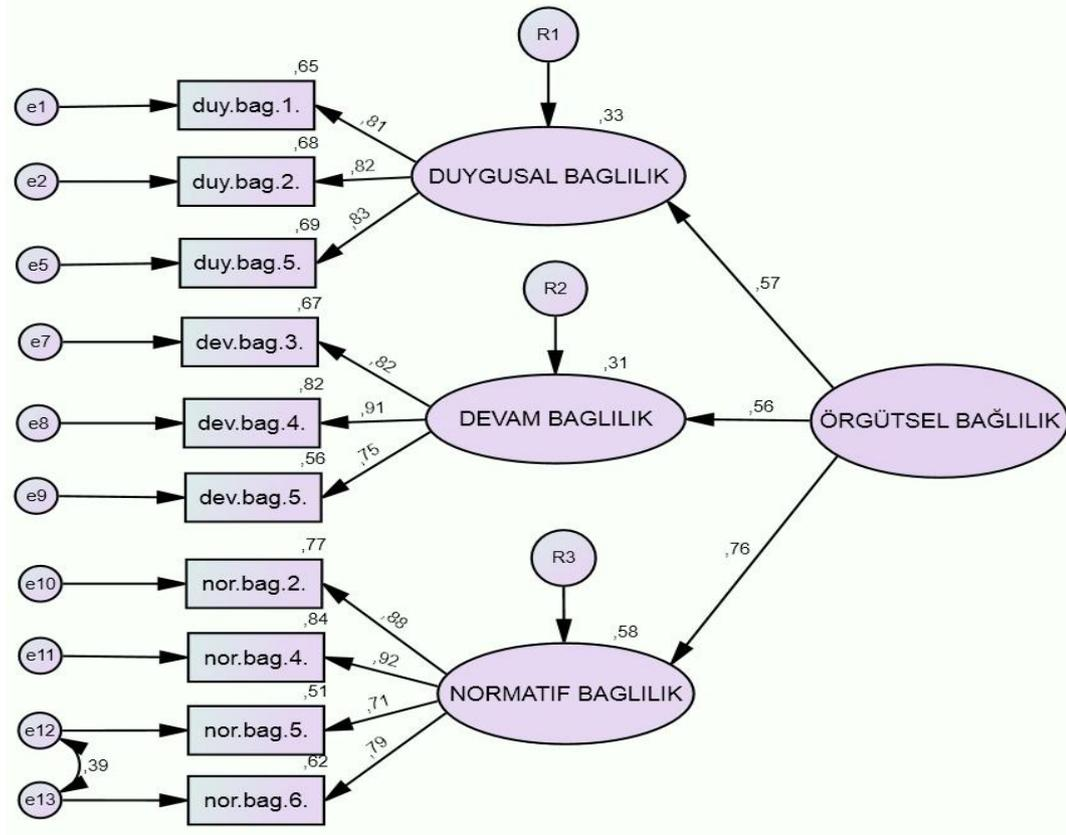 R1
,65
e1
duy.bag.1.
,81
,33
,68
e2
duy.bag.2.
,82
DUYGUSAL BAGLILIK
,69
,83
e5
duy.bag.5.
,57
R2
,67
e7
dev.bag.3.
,82
,31
,82
e8
dev.bag.4.
,91
DEVAM BAGLILIK
,56
ÖRGÜTSEL BAĞLILIK
,56
,75
e9
dev.bag.5.
,77
,76
R3
e10
nor.bag.2.
,88
,84
,58
e11
nor.bag.4.
,92
,51
NORMATIF BAGLILIK
,71
e12
nor.bag.5.
,79
,39
,62
e13
nor.bag.6.